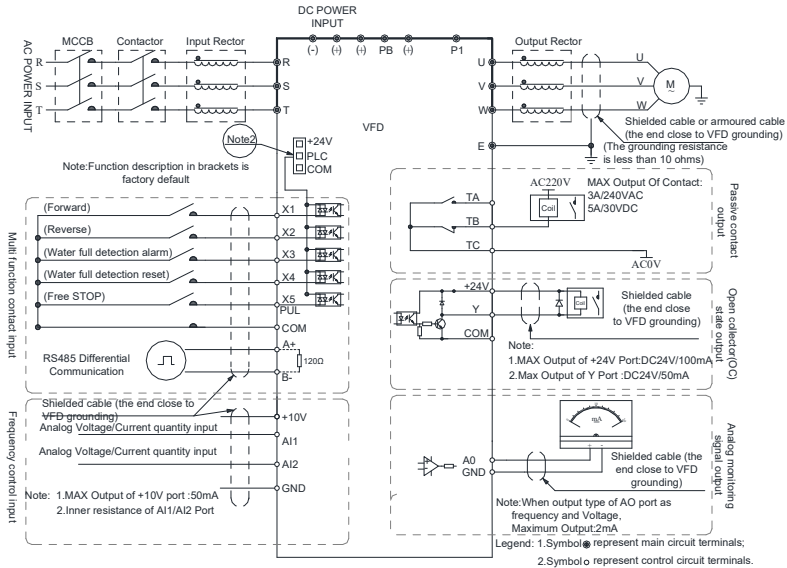 DC POWER
INPUT
(-) (+) (+) PB (+) P1
AC POWER INPUT
MCCB
Contactor
Input Rector
Output Rector
R
S
T
R
S
T
U
V
W
U
V
W
M
~
E
VFD
Shielded cable or armoured cable
(the end close to VFD grounding)
(The grounding resistance
is less than 10 ohms)
Note2
+24V
PLC
COM
Note:Function description in brackets is
factory default
Multi function contact input
(Forward)
(Reverse)
(Water full detection alarm)
(Water full detection reset)
(Free STOP)
X1
X2
X3
X4
X5
PUL
COM
RS485 Differential
Communication
A+
B-
120Ω
Shielded cable (the end close to
VFD grounding)
Frequency control input
Analog Voltage/Current quantity input
Analog Voltage/Current quantity input
+10V
AI1
AI2
GND
Note: 1.MAX Output of +10V port :50mA
2.Inner resistance of AI1/AI2 Port
TA
TB
TC
AC220V
Coil
MAX Output Of Contact:
3A/240VAC
5A/30VDC
AC0V
Passive contact
output
+24V
Y
COM
Coil
Shielded cable
(the end close
to VFD grounding)
Note:
1.MAX Output of +24V Port:DC24V/100mA
2.Max Output of Y Port :DC24V/50mA
Open collector(OC)
state output
mA
- +
A0
GND
Shielded cable (the
end close to VFD
grounding)
Note:When output type of AO port as
frequency and Voltage,
Maximum Output:2mA
Analog monitoring
signal output
Legend: 1.Symbol represent main circuit terminals;
2.Symbol represent control circuit terminals.